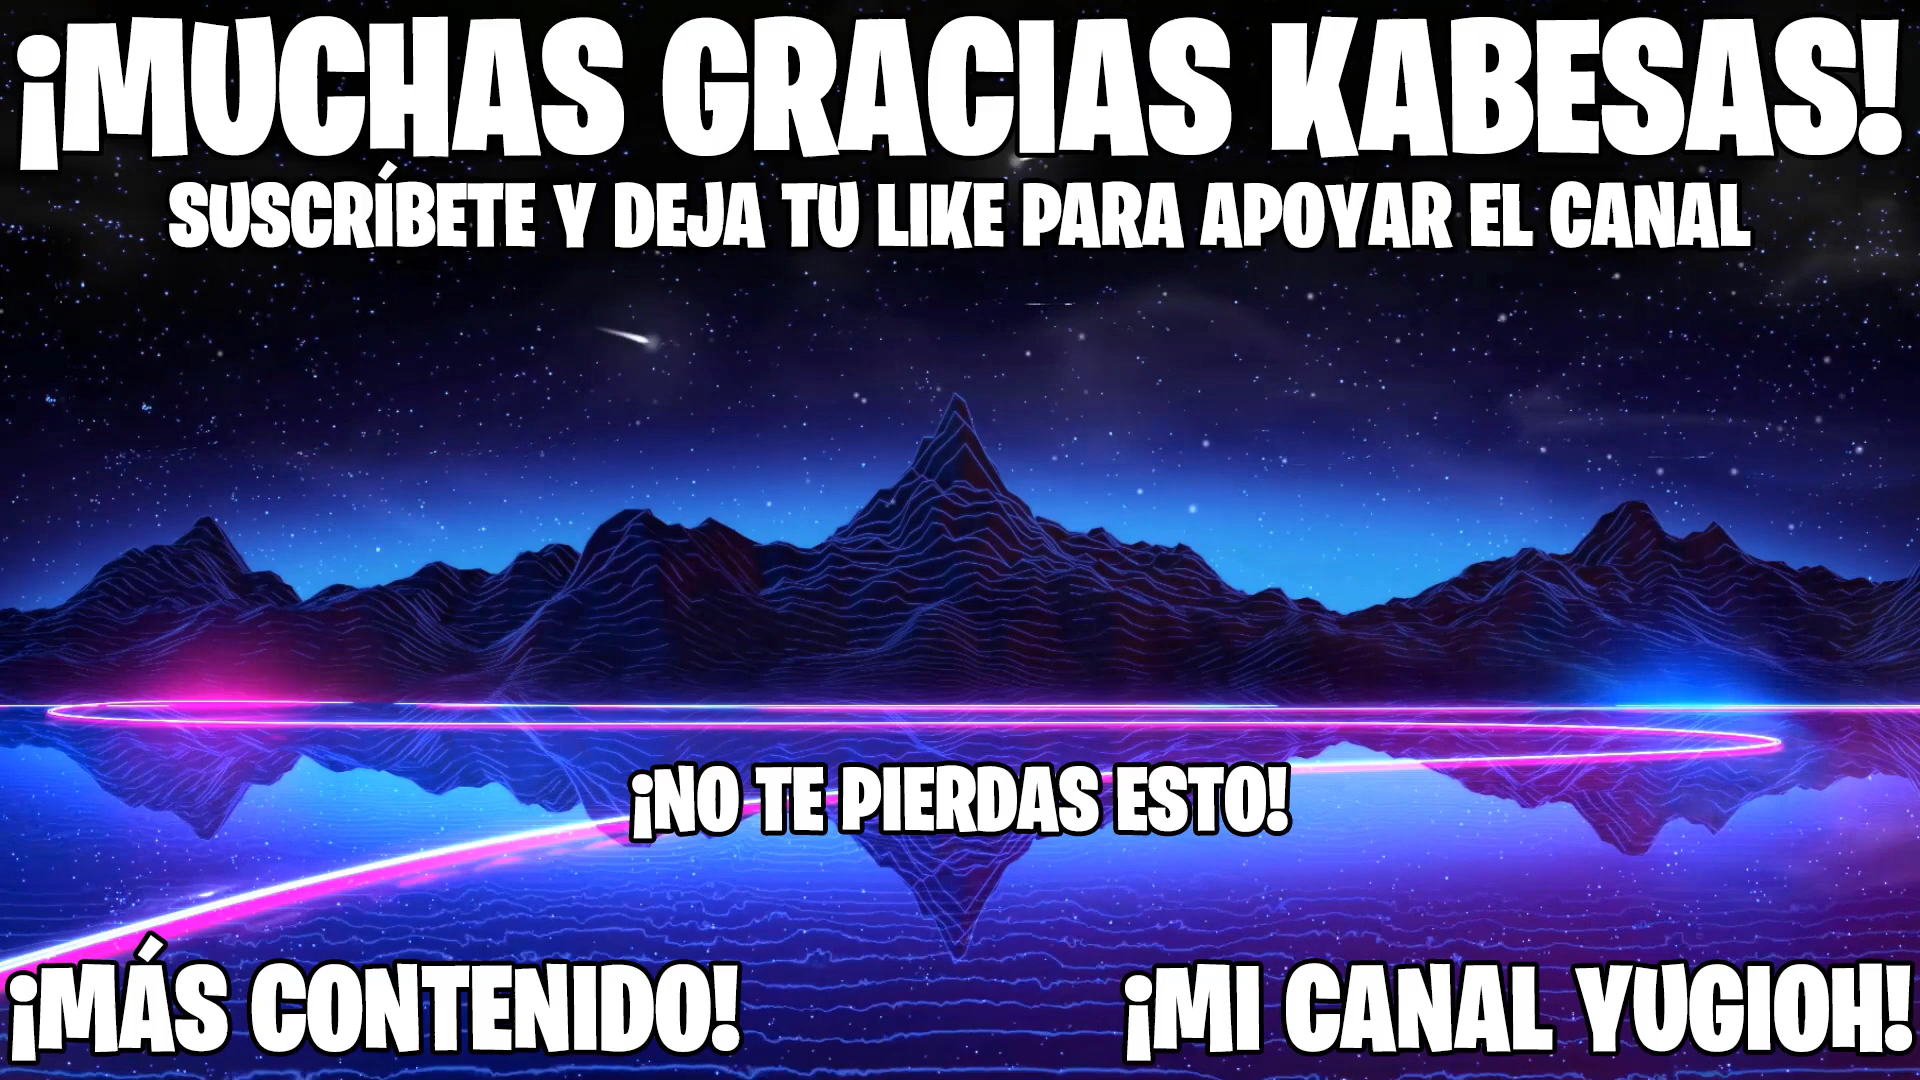 ¡MUCHAS GRACIAS KABESAS!
SUSCRÍBETE Y DEJA TU LIKE PARA APOYAR EL CANAL
¡NO TE PIERDAS ESTO!
¡MÁS CONTENIDO!
¡MI CANAL YUGIOH!